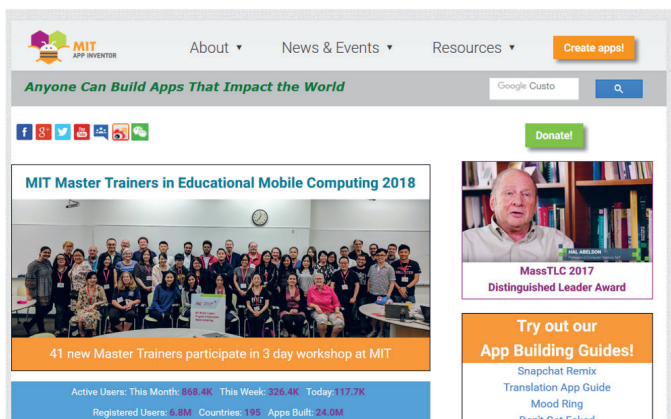 MIT
APP INVENTOR
About ▾ News & Events ▾ Resources ▾ Create apps!
Anyone Can Build Apps That Impact the World
Google Custo
Donate!
MIT Master Trainers in Educational Mobile Computing 2018
41 new Master Trainers participate in 3 day workshop at MIT
Active Users: This Month: 868.4K This Week: 326.4K Today: 117.7K
Registered Users: 6.8M Countries: 195 Apps Built: 24.0M
HAL ABELSON
MassTLC 2017
Distinguished Leader Award
Try out our
App Building Guides!
Snapchat Remix
Translation App Guide
Mood Ring
Don't Get Faked